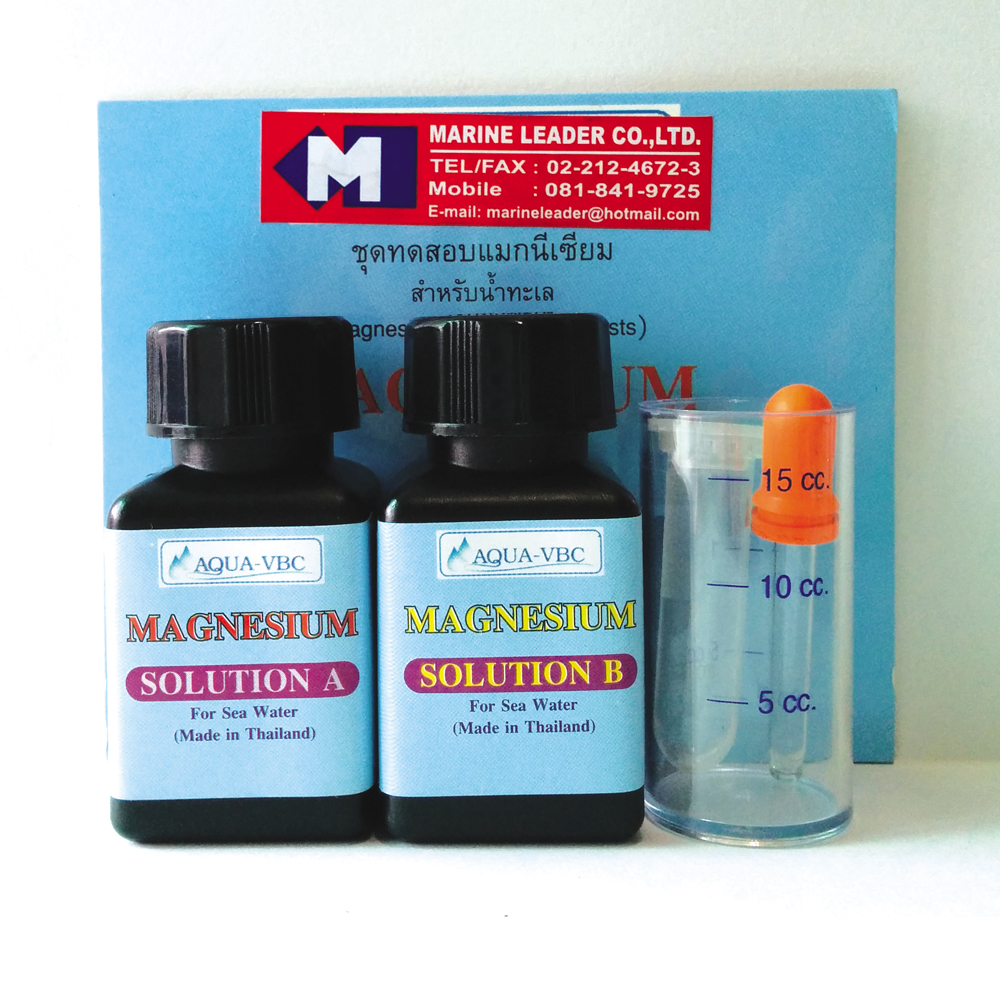 M
MARINE LEADER CO.,LTD.
TEL/FAX : 02-212-4672-3
Mobile : 081-841-9725
E-mail: marineleader@hotmail.com
ชุดทดสอบแมกนีเซียม
สำหรับน้ำทะเล
AQUA-VBC
MAGNESIUM
SOLUTION A
For Sea Water
(Made in Thailand)
AQUA-VBC
MAGNESIUM
SOLUTION B
For Sea Water
(Made in Thailand)
15 cc.
10 cc.
5 cc.